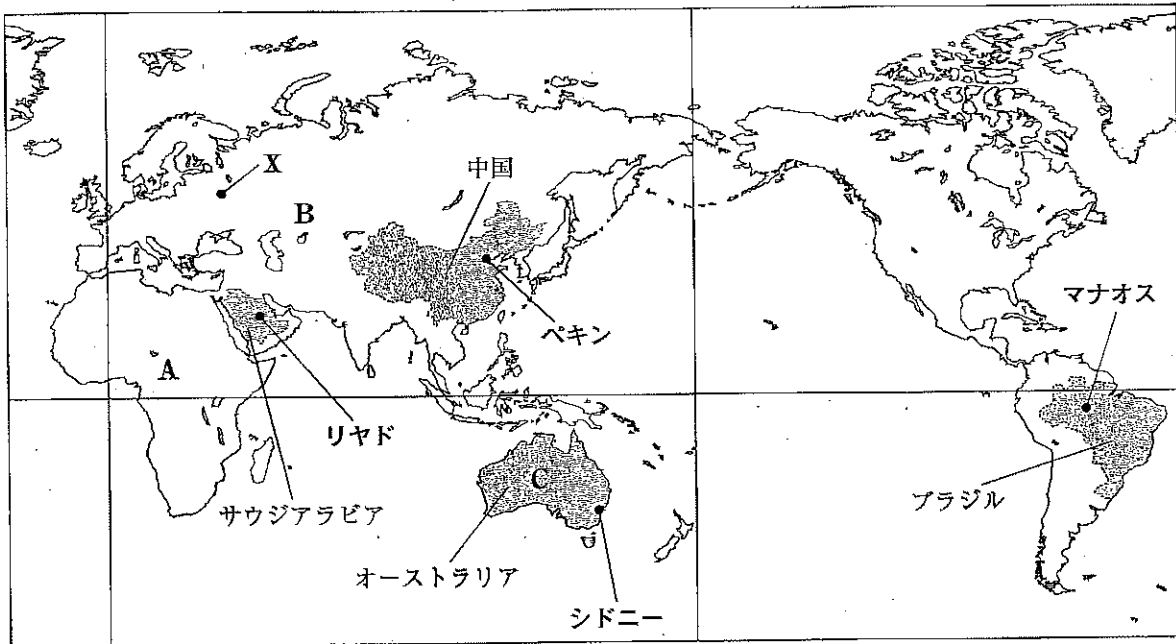 X
中国
B
マナオス
ペキン
A
リヤド
C
ブラジル
サウジアラビア
オーストラリア
シドニー